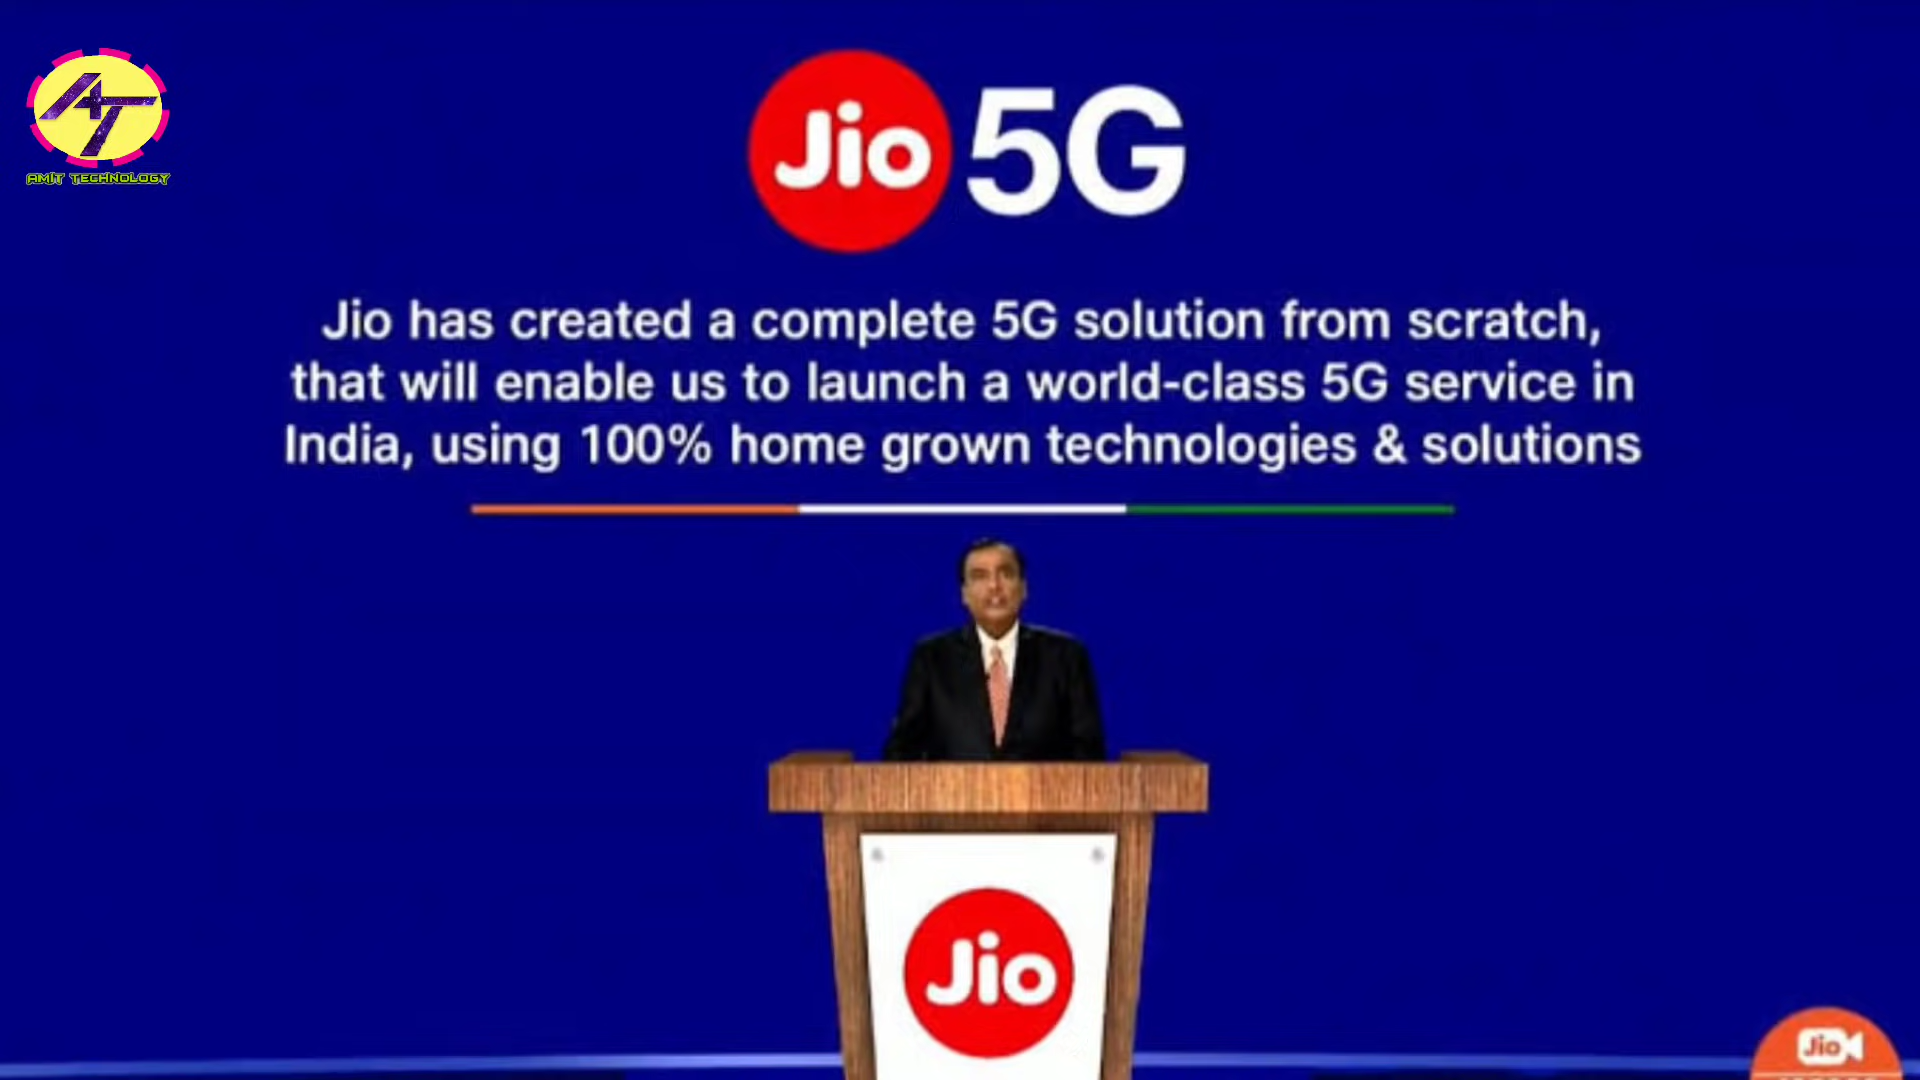 AT
AMIT TECHNOLOGY
Jio 5G
Jio has created a complete 5G solution from scratch,
that will enable us to launch a world-class 5G service in
India, using 100% home grown technologies & solutions
Jio
Jio